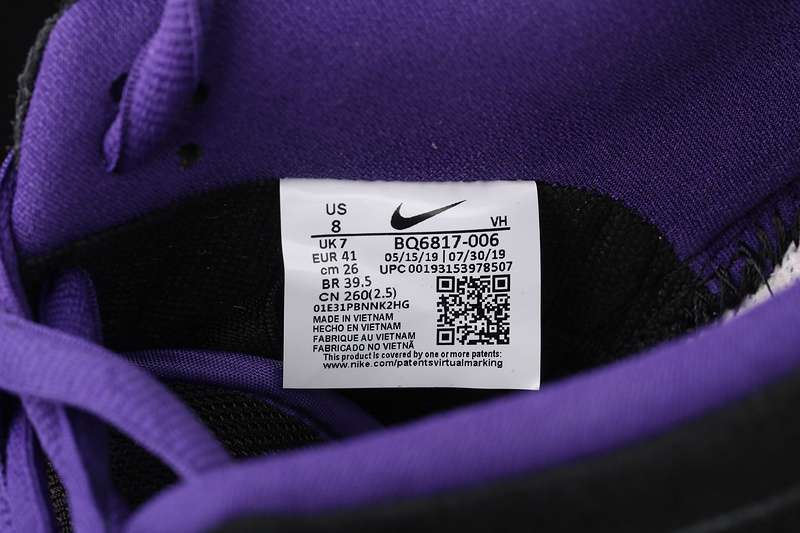 US
8
VH
UK 7
BQ6817-006
EUR 41
05/15/19 | 07/30/19
cm 26
UPC 00193153978507
BR 39.5
CN 260(2.5)
01E31PBNNK2HG
MADE IN VIETNAM
HECHO EN VIETNAM
FABRIQUE AU VIETNAM
FABRICADO NO VIETNÃ
This product is covered by one or more patents:
www.nike.com/patentsvirtualmarking